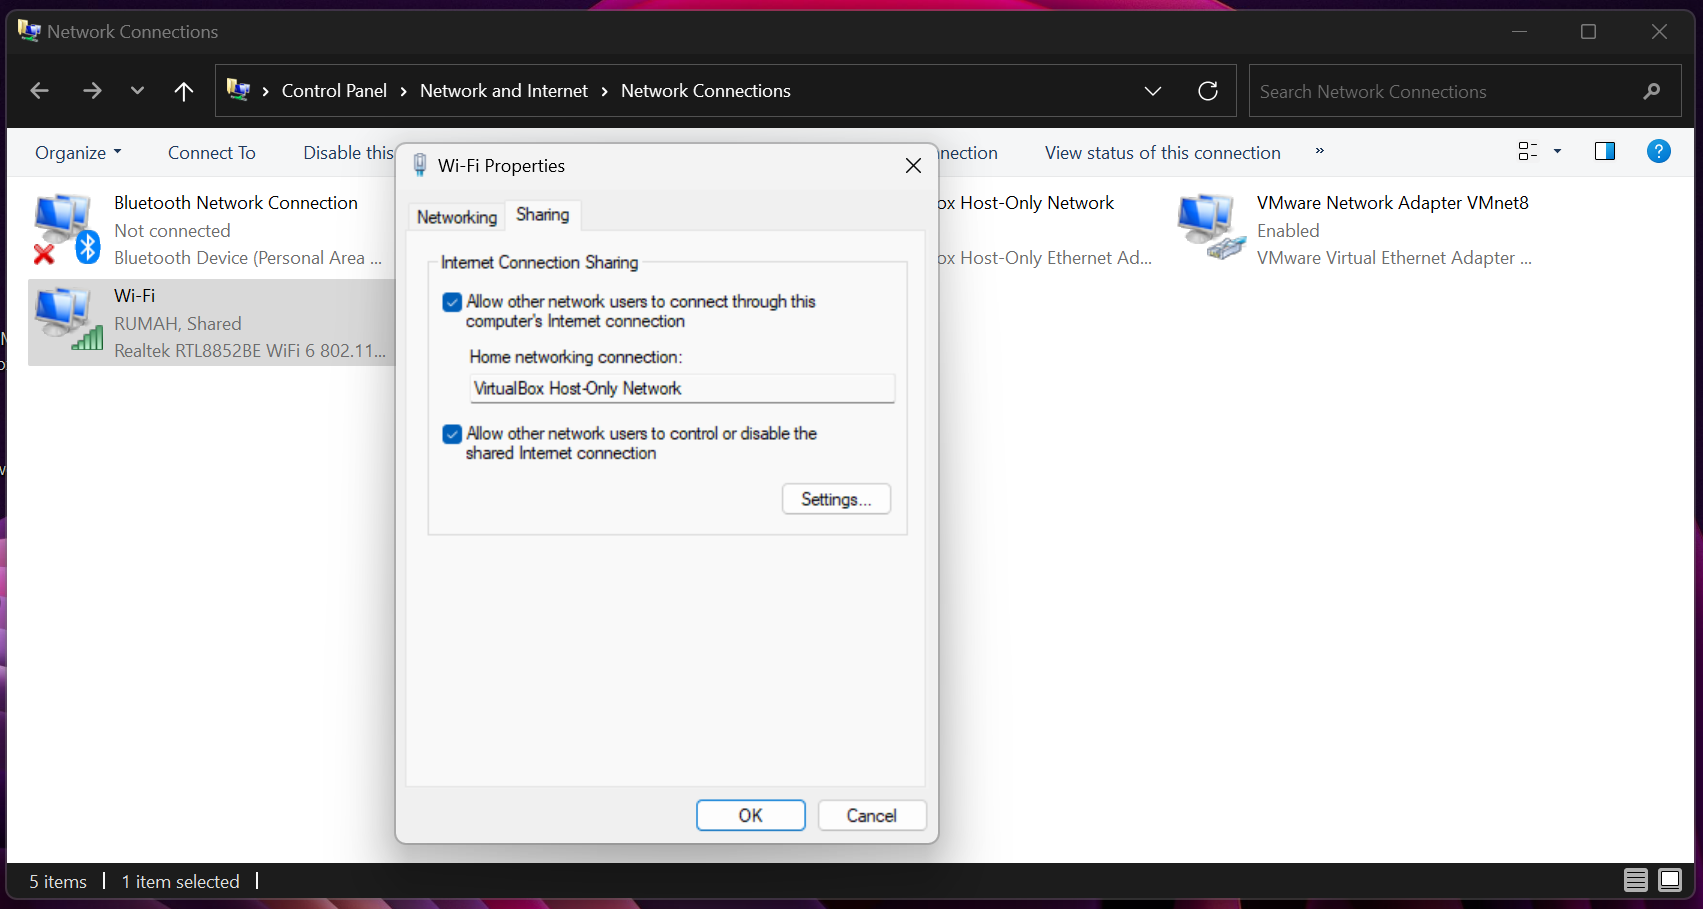 Network Connections
Control Panel > Network and Internet > Network Connections
Search Network Connections
Organize
Connect To
Disable this
nnection
View status of this connection
»
?
Bluetooth Network Connection
Not connected
Bluetooth Device (Personal Area ...
Wi-Fi
RUMAH, Shared
Realtek RTL8852BE WiFi 6 802.11...
ox Host-Only Network
ox Host-Only Ethernet Ad...
VMware Network Adapter VMnet8
Enabled
VMware Virtual Ethernet Adapter ...
Wi-Fi Properties
Networking
Sharing
Internet Connection Sharing
Allow other network users to connect through this
computer's Internet connection
Home networking connection:
VirtualBox Host-Only Network
Allow other network users to control or disable the
shared Internet connection
Settings...
OK
Cancel
5 items
1 item selected